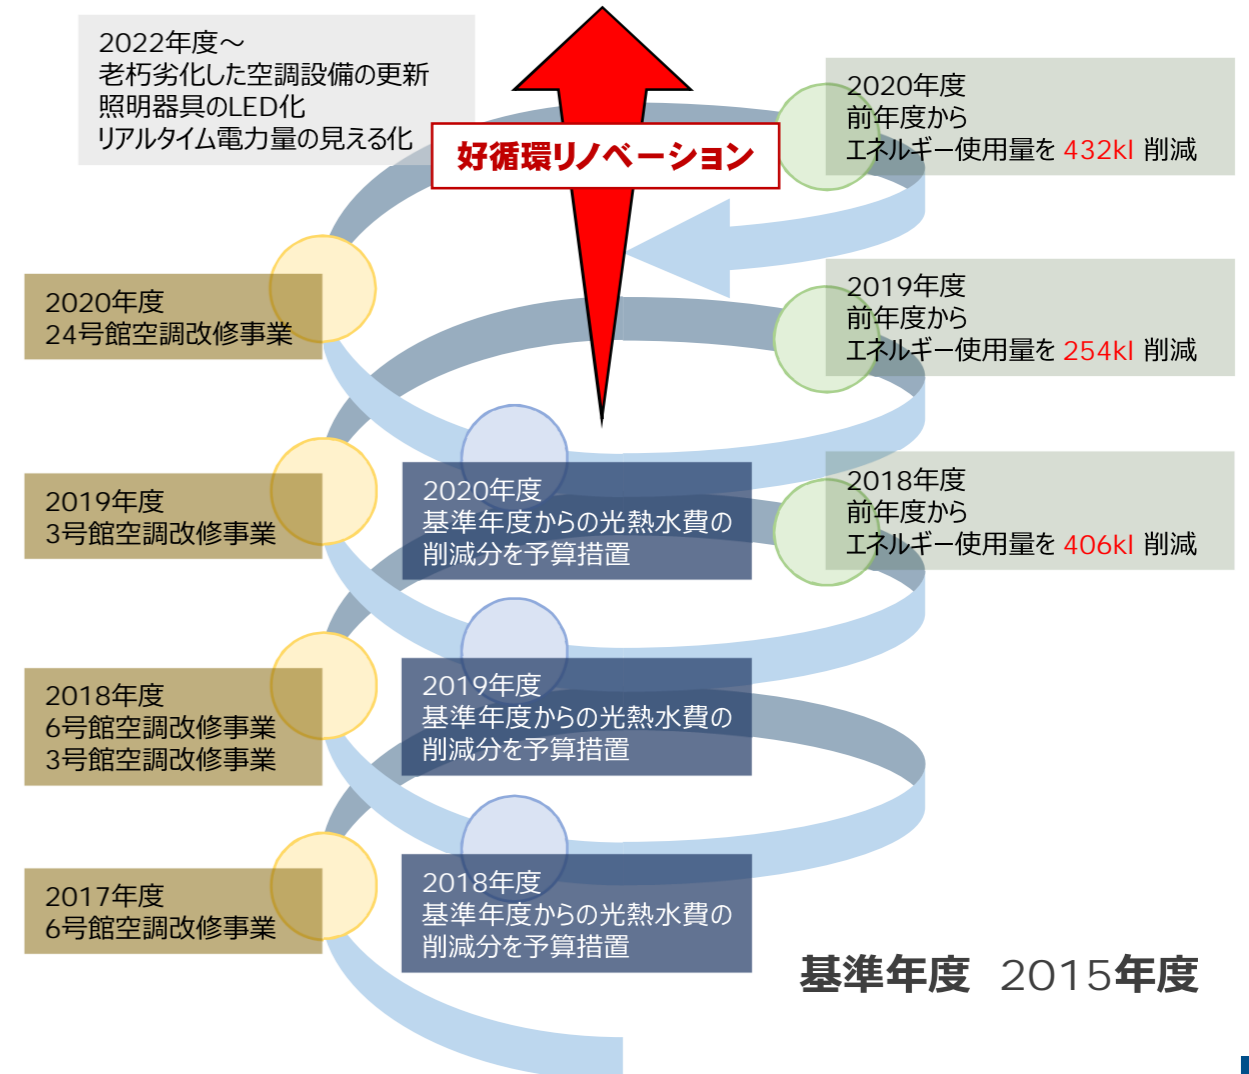 2022年度～
老朽劣化した空調設備の更新
照明器具のLED化
リアルタイム電力量の見える化
好循環リノベーション
2020年度
前年度から
エネルギー使用量を 432kl 削減
2020年度
24号館空調改修事業
2019年度
前年度から
エネルギー使用量を 254kl 削減
2019年度
3号館空調改修事業
2020年度
基準年度からの光熱水費の
削減分を予算措置
2018年度
前年度から
エネルギー使用量を 406kl 削減
2018年度
6号館空調改修事業
3号館空調改修事業
2019年度
基準年度からの光熱水費の
削減分を予算措置
2017年度
6号館空調改修事業
2018年度
基準年度からの光熱水費の
削減分を予算措置
基準年度 2015年度